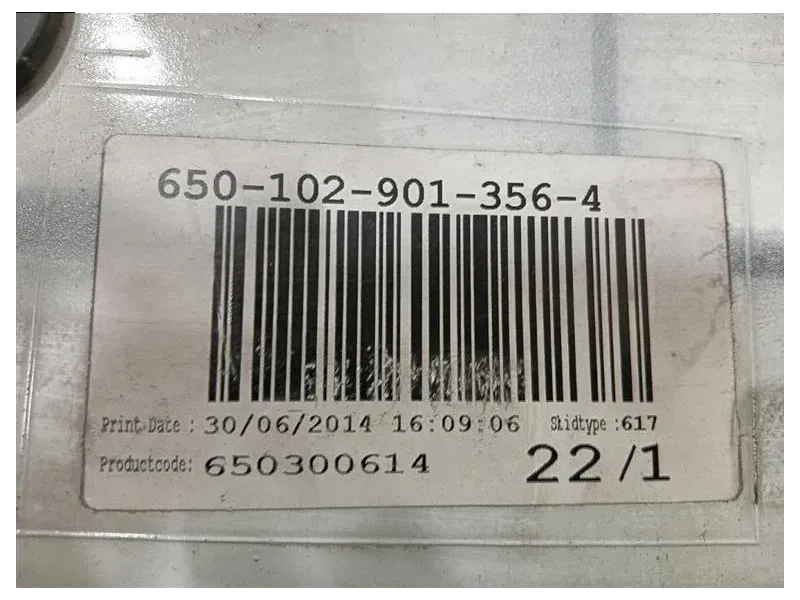 650-102-901-356-4
Print Date : 30/06/2014 16:09:06 Skidtype :617
Productcode: 650300614 22/1